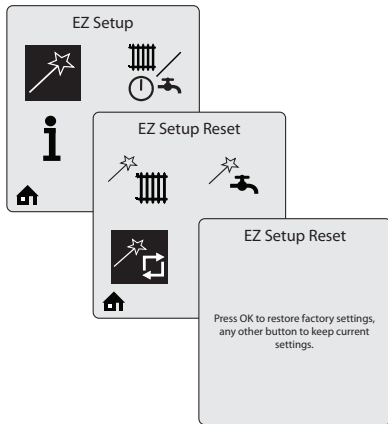 EZ Setup
EZ Setup Reset
EZ Setup Reset
Press OK to restore factory settings,
any other button to keep current
settings.